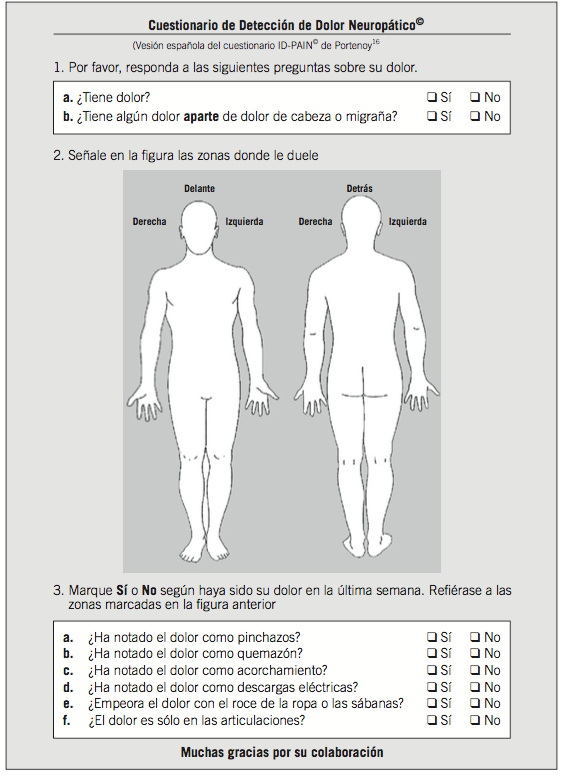 Cuestionario de Detección de Dolor Neuropático©
(Vesión española del cuestionario ID-PAIN© de Portenoy16
1. Por favor, responda a las siguientes preguntas sobre su dolor.
a. ¿Tiene dolor? ❑ Sí ❑ No
b. ¿Tiene algún dolor aparte de dolor de cabeza o migraña? ❑ Sí ❑ No
2. Señale en la figura las zonas donde le duele
Delante Detrás
Derecha Izquierda Derecha Izquierda
3. Marque Sí o No según haya sido su dolor en la última semana. Refiérase a las
zonas marcadas en la figura anterior
a. ¿Ha notado el dolor como pinchazos? ❑ Sí ❑ No
b. ¿Ha notado el dolor como quemazón? ❑ Sí ❑ No
c. ¿Ha notado el dolor como acorchamiento? ❑ Sí ❑ No
d. ¿Ha notado el dolor como descargas eléctricas? ❑ Sí ❑ No
e. ¿Empeora el dolor con el roce de la ropa o las sábanas? ❑ Sí ❑ No
f. ¿El dolor es sólo en las articulaciones? ❑ Sí ❑ No
Muchas gracias por su colaboración